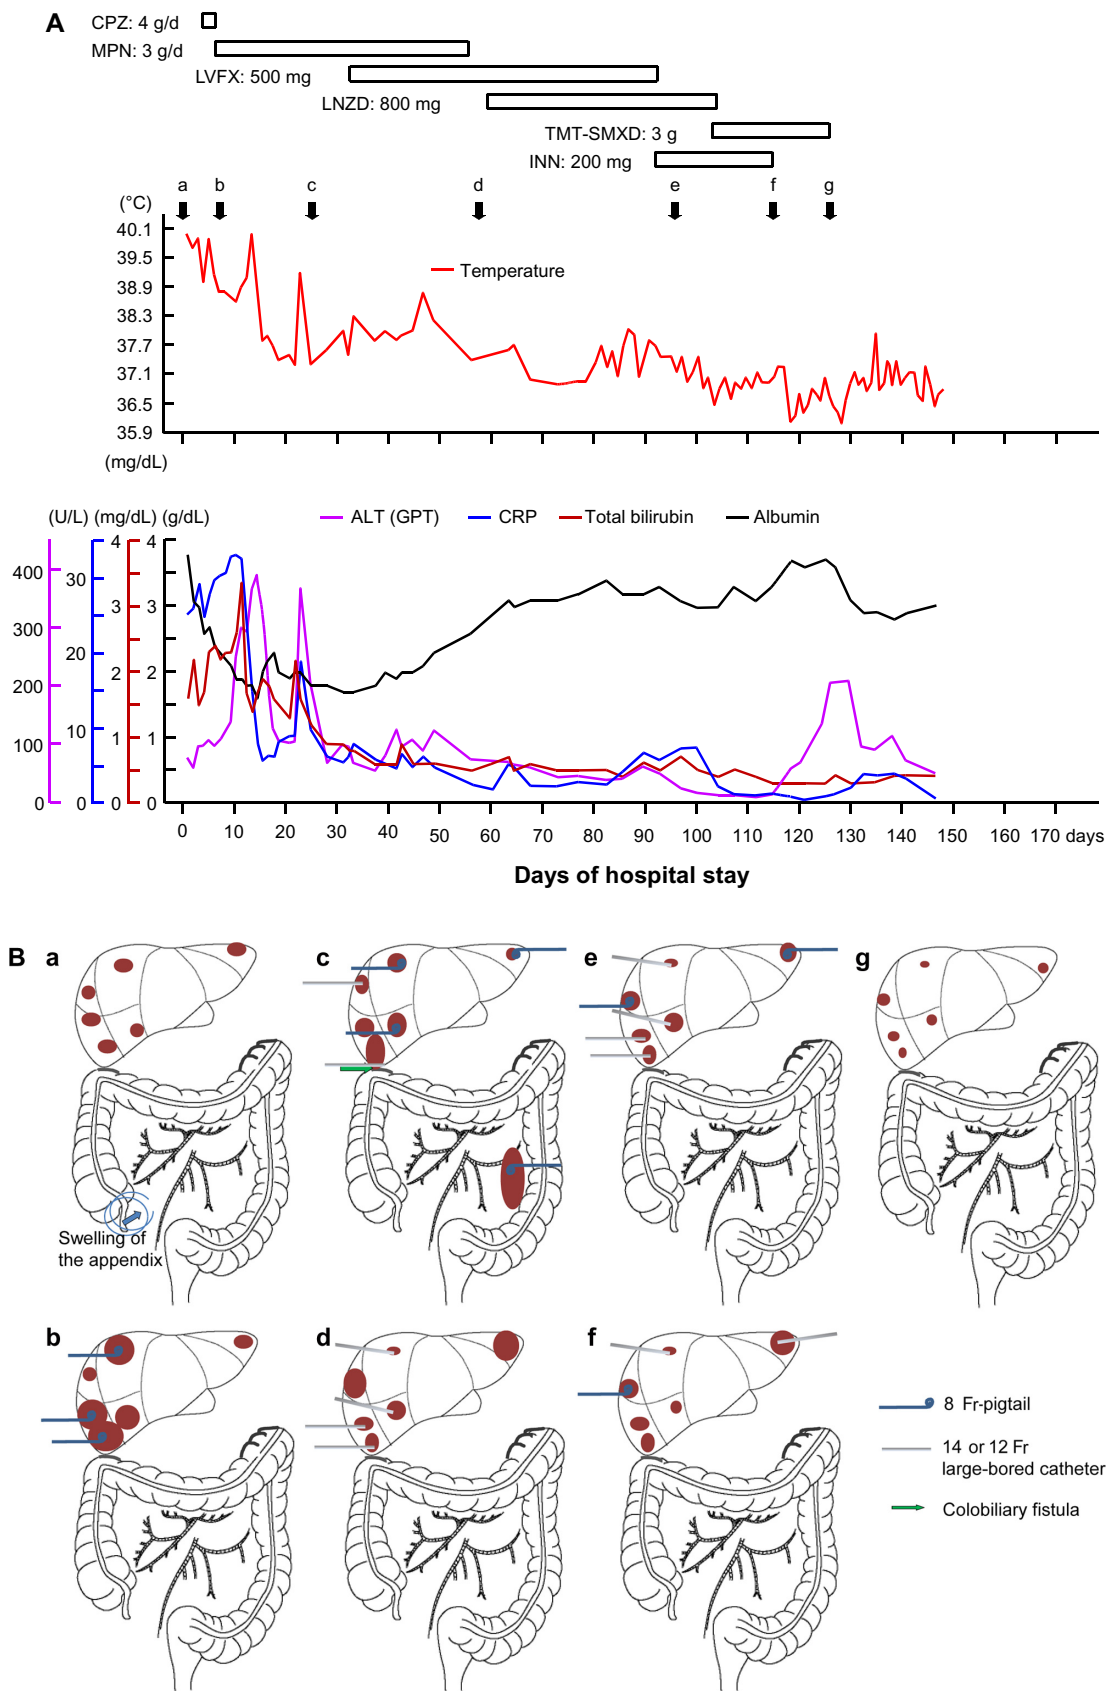 A
CPZ: 4 g/d
MPN: 3 g/d
LVFX: 500 mg
LNZD: 800 mg
TMT-SMXD: 3 g
INN: 200 mg
a b c d e f g
(°C)
40.1
39.5
38.9
38.3
37.7
37.1
36.5
35.9
Temperature
(mg/dL)
(U/L) (mg/dL) (g/dL)
ALT (GPT) CRP Total bilirubin Albumin
400
300
200
100
0
30
20
10
0
4
3
2
1
0
4
3
2
1
0
0 10 20 30 40 50 60 70 80 90 100 110 120 130 140 150 160 170 days
Days of hospital stay
B
a
Swelling of
the appendix
c
e
g
b
d
f
8 Fr-pigtail
14 or 12 Fr
large-bored catheter
Colobiliary fistula